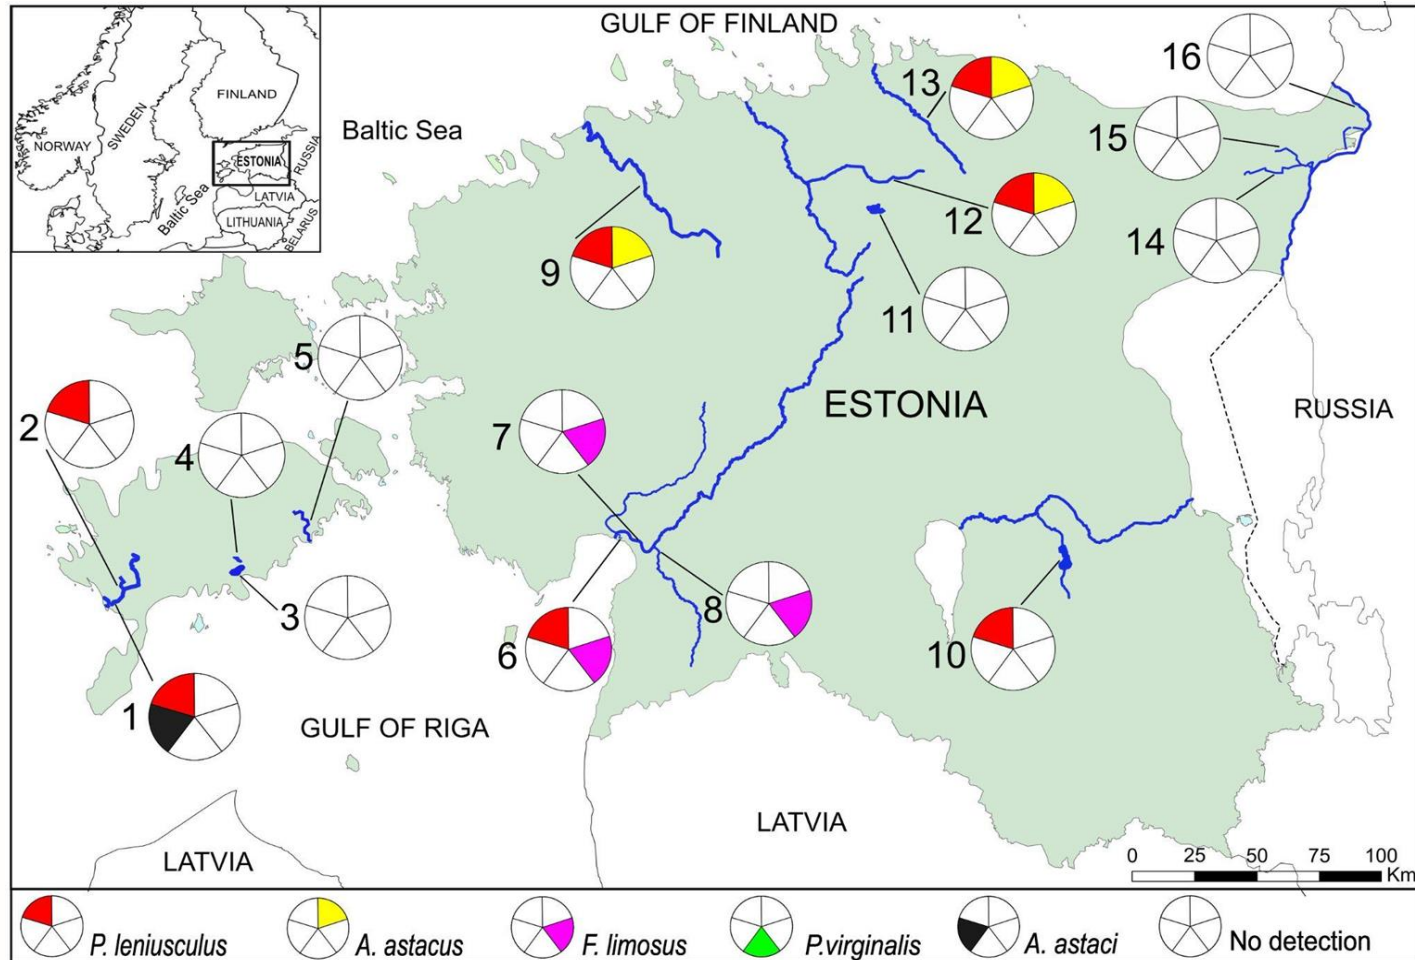 GULF OF FINLAND
FINLAND
SWEDEN
NORWAY
RUSSIA
ESTONIA
Baltic Sea
LATVIA
LITHUANIA
BELARUS
Baltic Sea
16
13
15
12
14
9
11
5
ESTONIA
RUSSIA
2
7
4
3
8
6
10
1
GULF OF RIGA
LATVIA
LATVIA
0 25 50 75 100
Km
P. leniusculus A. astacus F. limosus P.virginalis A. astaci No detection